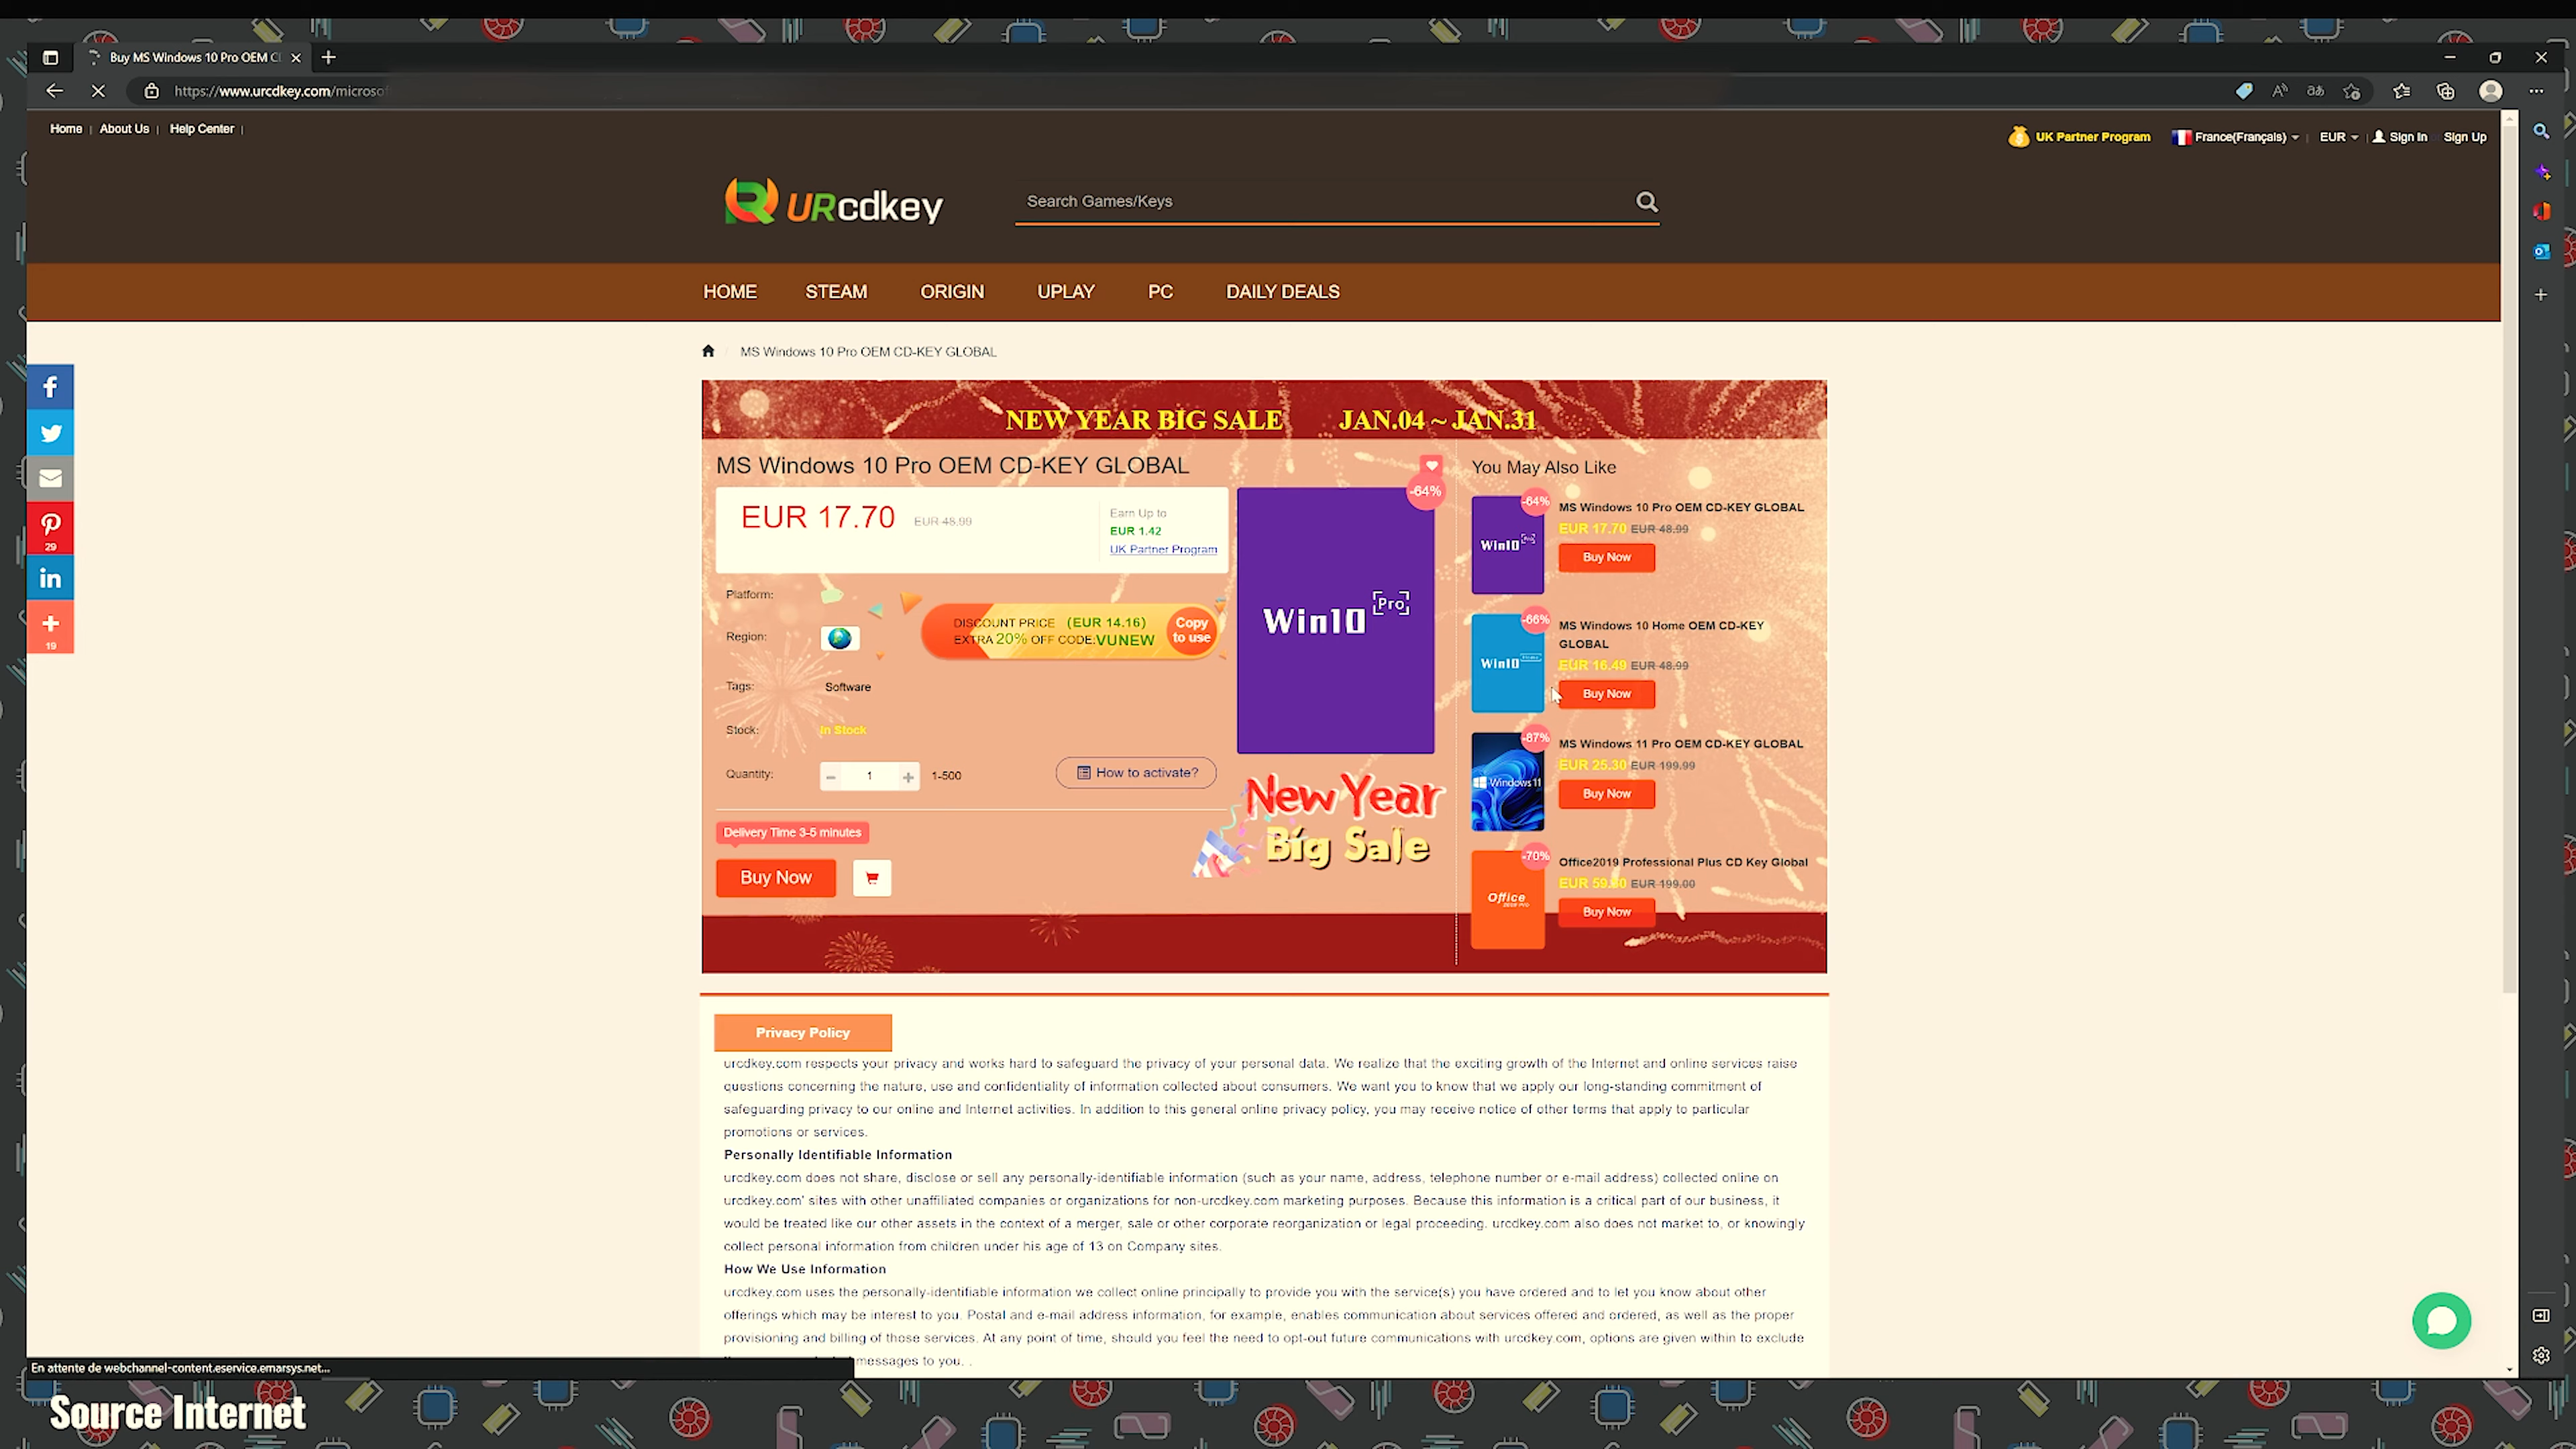 Buy MS Windows 10 Pro OEM C
https://www.urcdkey.com/microsof
Home | About Us | Help Center |
UK Partner Program
France(Français)
EUR
Sign In
Sign Up
URcdkey
Search Games/Keys
HOME
STEAM
ORIGIN
UPLAY
PC
DAILY DEALS
MS Windows 10 Pro OEM CD-KEY GLOBAL
29
19
NEW YEAR BIG SALE JAN.04 ~ JAN.31
MS Windows 10 Pro OEM CD-KEY GLOBAL
EUR 17.70 EUR 48.99
Earn Up to
EUR 1.42
UK Partner Program
Platform:
Region:
DISCOUNT PRICE (EUR 14.16)
EXTRA 20% OFF CODE:VUNEW
Copy
to use
Tags:
Software
Stock:
In Stock
Quantity:
1
1-500
How to activate?
Delivery Time 3-5 minutes
Buy Now
-64%
Win10 Pro
New Year
Big Sale
You May Also Like
-64%
Win10 Pro
MS Windows 10 Pro OEM CD-KEY GLOBAL
EUR 17.70 EUR 48.99
Buy Now
-66%
Win10
MS Windows 10 Home OEM CD-KEY
GLOBAL
EUR 16.49 EUR 48.99
Buy Now
-87%
Windows 11
MS Windows 11 Pro OEM CD-KEY GLOBAL
EUR 25.30 EUR 199.99
Buy Now
-70%
Office
Office2019 Professional Plus CD Key Global
EUR 199.00
Buy Now
Privacy Policy
urcdkey.com respects your privacy and works hard to safeguard the privacy of your personal data. We realize that the exciting growth of the Internet and online services raise
questions concerning the nature, use and confidentiality of information collected about consumers. We want you to know that we apply our long-standing commitment of
safeguarding privacy to our online and Internet activities. In addition to this general online privacy policy, you may receive notice of other terms that apply to particular
promotions or services.
Personally Identifiable Information
urcdkey.com does not share, disclose or sell any personally-identifiable information (such as your name, address, telephone number or e-mail address) collected online on
urcdkey.com' sites with other unaffiliated companies or organizations for non-urcdkey.com marketing purposes. Because this information is a critical part of our business, it
would be treated like our other assets in the context of a merger, sale or other corporate reorganization or legal proceeding. urcdkey.com also does not market to, or knowingly
collect personal information from children under his age of 13 on Company sites.
How We Use Information
urcdkey.com uses the personally-identifiable information we collect online principally to provide you with the service(s) you have ordered and to let you know about other
offerings which may be interest to you. Postal and e-mail address information, for example, enables communication about services offered and ordered, as well as the proper
provisioning and billing of those services. At any point of time, should you feel the need to opt-out future communications with urcdkey.com, options are given within to exclude
messages to you. .
En attente de webchannel-content.eservice.emarsys.net...
Source Internet